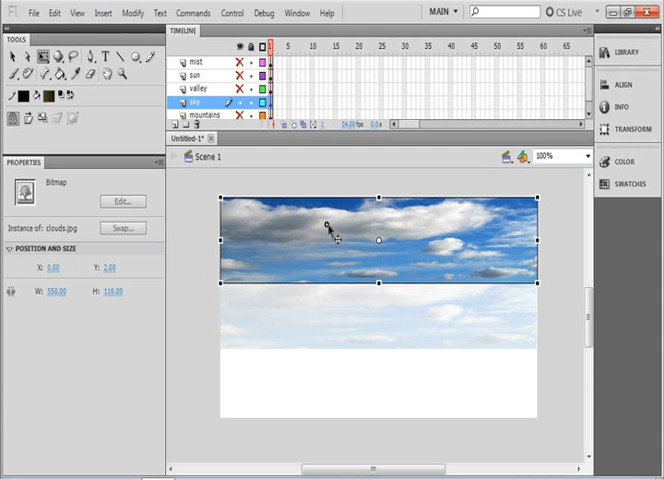 Fl File Edit View Insert Modify Text Commands Control Debug Window Help MAIN CS Live
TOOLS
TIMELINE
1 5 10 15 20 25 30 35 40 45 50 55 60 65
mist
sun
valley
sky
mountains
1 24.00 fps 0.0 s
Untitled-1*
Scene 1 100%
PROPERTIES
Bitmap
Edit...
Instance of: clouds.jpg Swap...
POSITION AND SIZE
X: 0.00 Y: 2.00
W: 550.00 H: 116.00
LIBRARY
ALIGN
INFO
TRANSFORM
COLOR
SWATCHES